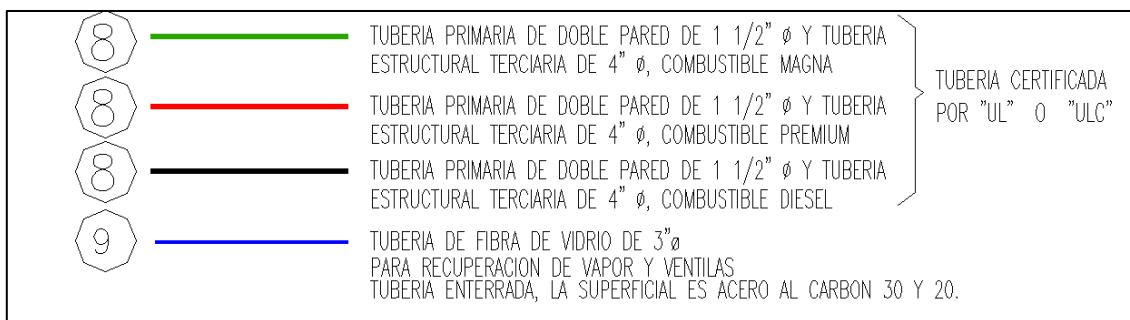 8
TUBERIA PRIMARIA DE DOBLE PARED DE 1 1/2" ø Y TUBERIA
ESTRUCTURAL TERCIARIA DE 4" ø, COMBUSTIBLE MAGNA
8
TUBERIA PRIMARIA DE DOBLE PARED DE 1 1/2" ø Y TUBERIA
ESTRUCTURAL TERCIARIA DE 4" ø, COMBUSTIBLE PREMIUM
8
TUBERIA PRIMARIA DE DOBLE PARED DE 1 1/2" ø Y TUBERIA
ESTRUCTURAL TERCIARIA DE 4" ø, COMBUSTIBLE DIESEL
TUBERIA CERTIFICADA
POR "UL" O "ULC"
9
TUBERIA DE FIBRA DE VIDRIO DE 3"ø
PARA RECUPERACION DE VAPOR Y VENTILAS
TUBERIA ENTERRADA, LA SUPERFICIAL ES ACERO AL CARBON 30 Y 20.